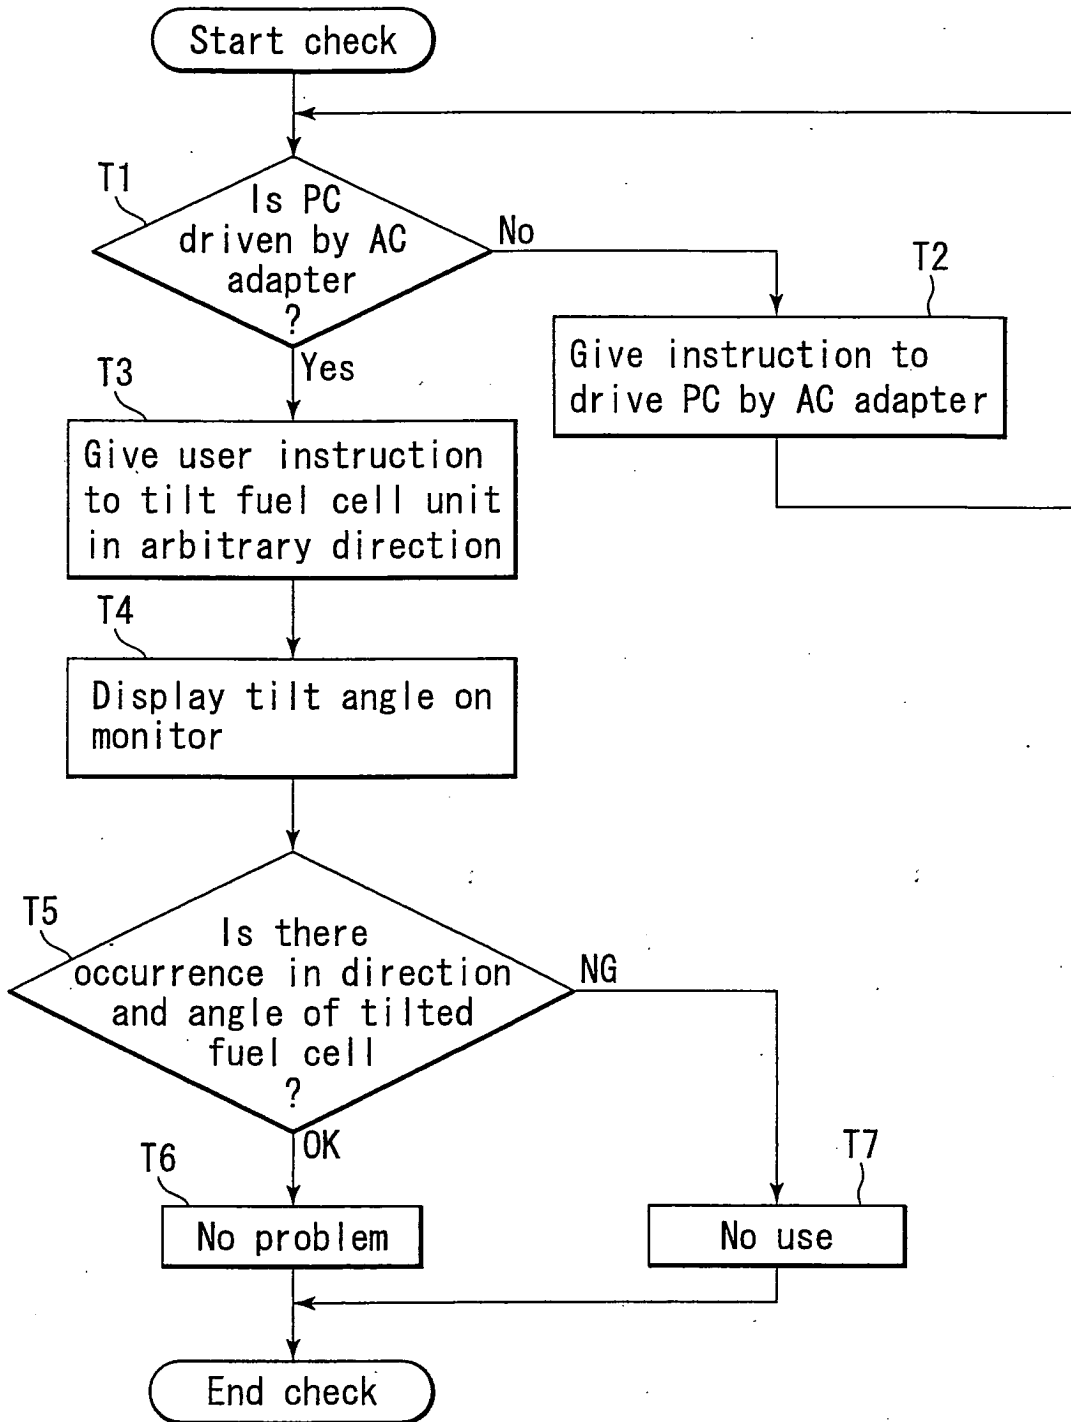 Start check
T1
Is PC
driven by AC
adapter
?
No
Yes
T2
Give instruction to
drive PC by AC adapter
T3
Give user instruction
to tilt fuel cell unit
in arbitrary direction
T4
Display tilt angle on
monitor
T5
Is there
occurrence in direction
and angle of tilted
fuel cell
?
NG
OK
T6
No problem
T7
No use
End check